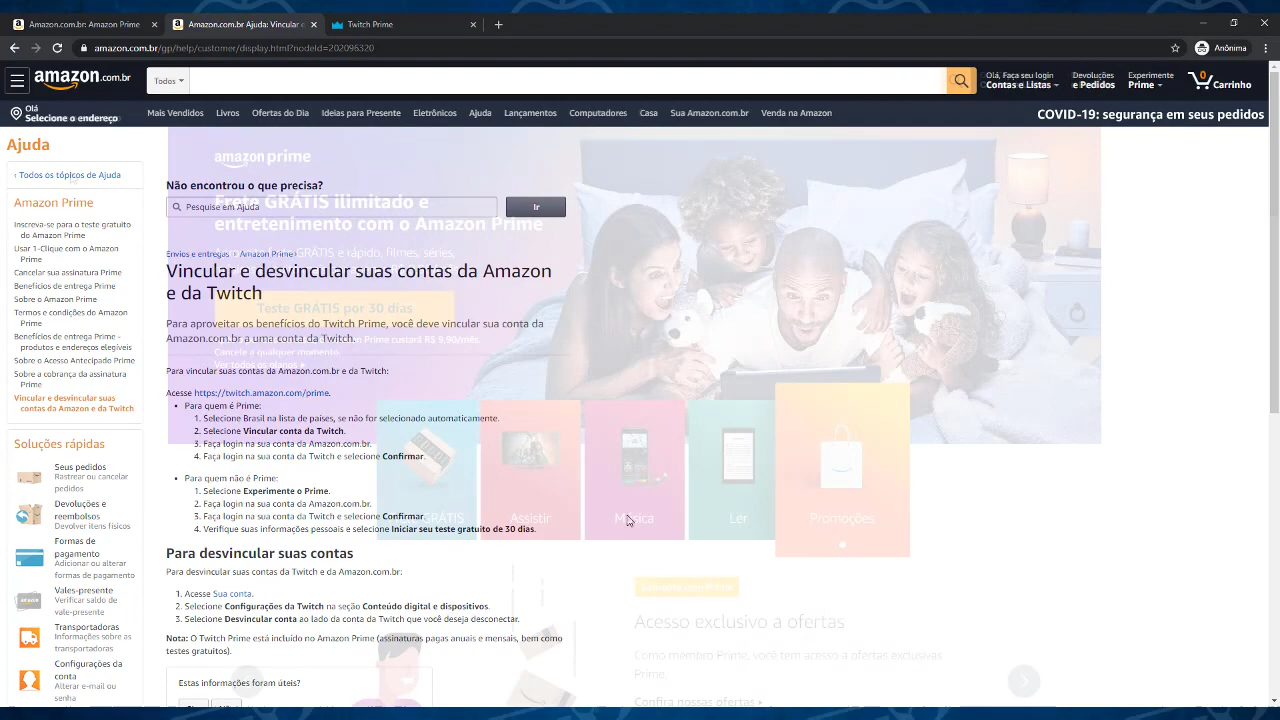 Amazon.com.br: Amazon Prime
Amazon.com.br Ajuda: Vincular e
Twitch Prime
amazon.com.br/gp/help/customer/display.html?nodeId=202096320
Anônima
amazon.com.br
Todos
Olá, Faça seu login
Contas e Listas
Devoluções
e Pedidos
Experimente
Prime
0
Carrinho
Olá
Selecione o endereço
Mais Vendidos
Livros
Ofertas do Dia
Ideias para Presente
Eletrônicos
Ajuda
Lançamentos
Computadores
Casa
Sua Amazon.com.br
Venda na Amazon
COVID-19: segurança em seus pedidos
Ajuda
‹ Todos os tópicos de Ajuda
Amazon Prime
Inscreva-se para o teste gratuito
do Amazon Prime
Usar 1-Clique com o Amazon
Prime
Cancelar sua assinatura Prime
Benefícios de entrega Prime
Sobre o Amazon Prime
Termos e condições do Amazon
Prime
Benefícios de entrega Prime -
produtos e endereços elegíveis
Sobre o Acesso Antecipado Prime
Sobre a cobrança da assinatura
Prime
Vincular e desvincular suas
contas da Amazon e da Twitch
Soluções rápidas
Seus pedidos
Rastrear ou cancelar
pedidos
Devoluções e
reembolsos
Devolver itens físicos
Formas de
pagamento
Adicionar ou alterar
formas de pagamento
Vales-presente
Verificar saldo de
vale-presente
Transportadoras
Informações sobre as
transportadoras
Configurações da
conta
Alterar e-mail ou
senha
amazon prime
Não encontrou o que precisa?
Frete GRÁTIS ilimitado e
entretenimento com o Amazon Prime
Pesquise em Ajuda
Ir
GRÁTIS e rápido, filmes, séries,
Envios e entregas › Amazon Prime ›
Vincular e desvincular suas contas da Amazon
e da Twitch
Teste GRÁTIS por 30 dias
Para aproveitar os benefícios do Twitch Prime, você deve vincular sua conta da
Amazon.com.br a uma conta da Twitch.
Prime custará R$ 9,90/mês.
Cancele a qualquer momento.
Ver todos os planos
Para vincular suas contas da Amazon.com.br e da Twitch:
Acesse https://twitch.amazon.com/prime.
• Para quem é Prime:
1. Selecione Brasil na lista de países, se não for selecionado automaticamente.
2. Selecione Vincular conta da Twitch.
3. Faça login na sua conta da Amazon.com.br.
4. Faça login na sua conta da Twitch e selecione Confirmar.
• Para quem não é Prime:
1. Selecione Experimente o Prime.
2. Faça login na sua conta da Amazon.com.br.
3. Faça login na sua conta da Twitch e selecione Confirmar
4. Verifique suas informações pessoais e selecione Iniciar seu teste gratuito de 30 dias.
GRÁTIS
Assistir
Música
Ler
Promoções
Para desvincular suas contas
Para desvincular suas contas da Twitch e da Amazon.com.br:
1. Acesse Sua conta.
2. Selecione Configurações da Twitch na seção Conteúdo digital e dispositivos.
3. Selecione Desvincular conta ao lado da conta da Twitch que você deseja desconectar.
Nota: O Twitch Prime está incluído no Amazon Prime (assinaturas pagas anuais e mensais, bem como
testes gratuitos).
Estas informações foram úteis?
Acesso exclusivo a ofertas
Como membro Prime, você tem acesso a ofertas exclusivas
Prime.
Confira nossas ofertas